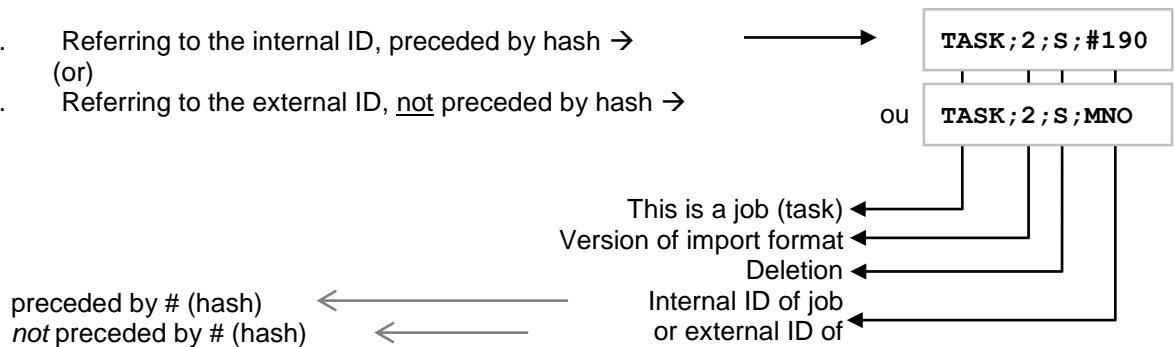 . Referring to the internal ID, preceded by hash →
(or)
. Referring to the external ID, not preceded by hash →
TASK;2;S;#190
ou TASK;2;S;MNO
This is a job (task)
Version of import format
Deletion
preceded by # (hash) Internal ID of job
not preceded by # (hash) or external ID of